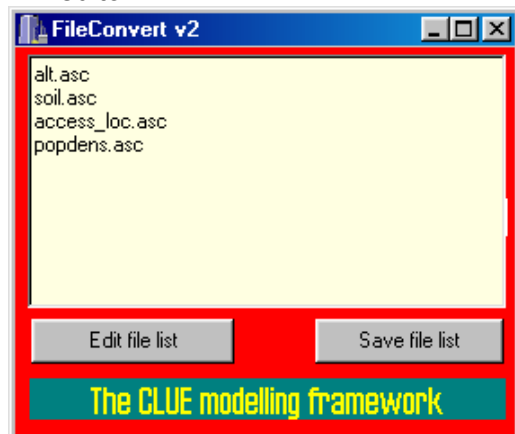 FileConvert v2
alt.asc
soil.asc
access_loc.asc
popdens.asc
Edit file list
Save file list
The CLUE modelling framework